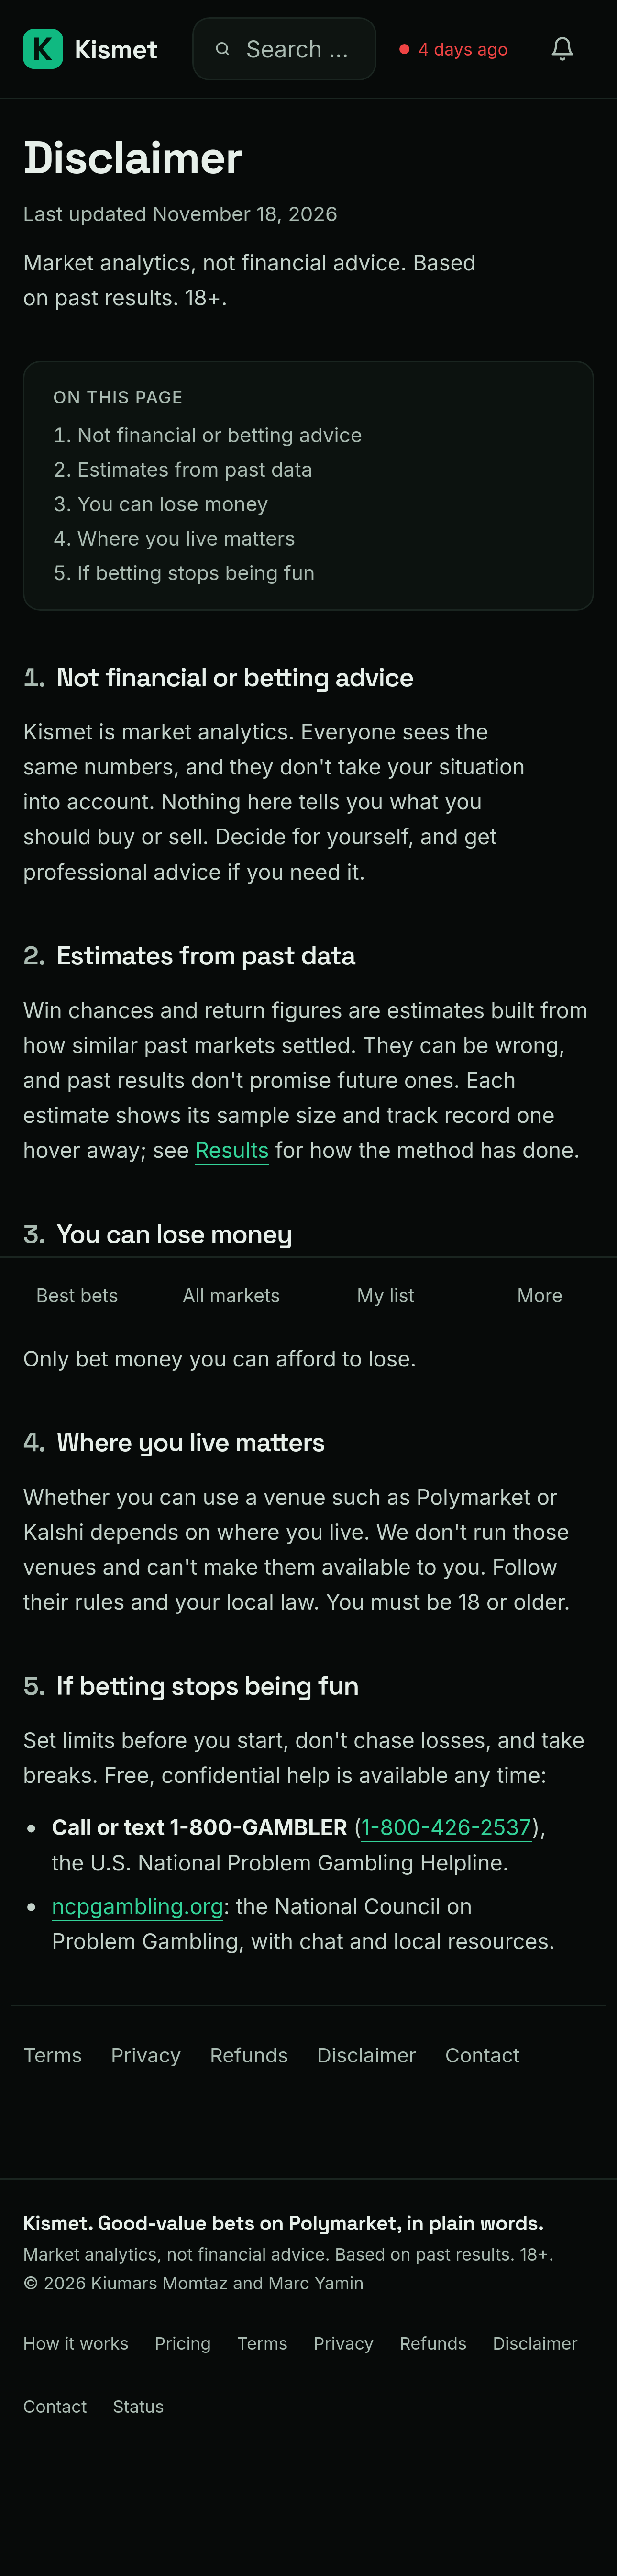 Kismet
Search ...
4 days ago
Disclaimer
Last updated November 18, 2026
Market analytics, not financial advice. Based
on past results. 18+.
ON THIS PAGE
1. Not financial or betting advice
2. Estimates from past data
3. You can lose money
4. Where you live matters
5. If betting stops being fun
1. Not financial or betting advice
Kismet is market analytics. Everyone sees the
same numbers, and they don't take your situation
into account. Nothing here tells you what you
should buy or sell. Decide for yourself, and get
professional advice if you need it.
2. Estimates from past data
Win chances and return figures are estimates built from
how similar past markets settled. They can be wrong,
and past results don't promise future ones. Each
estimate shows its sample size and track record one
hover away; see Results for how the method has done.
3. You can lose money
Best bets All markets My list More
Only bet money you can afford to lose.
4. Where you live matters
Whether you can use a venue such as Polymarket or
Kalshi depends on where you live. We don't run those
venues and can't make them available to you. Follow
their rules and your local law. You must be 18 or older.
5. If betting stops being fun
Set limits before you start, don't chase losses, and take
breaks. Free, confidential help is available any time:
• Call or text 1-800-GAMBLER (1-800-426-2537),
the U.S. National Problem Gambling Helpline.
• ncpgambling.org: the National Council on
Problem Gambling, with chat and local resources.
Terms Privacy Refunds Disclaimer Contact
Kismet. Good-value bets on Polymarket, in plain words.
Market analytics, not financial advice. Based on past results. 18+.
© 2026 Kiumars Momtaz and Marc Yamin
How it works Pricing Terms Privacy Refunds Disclaimer
Contact Status